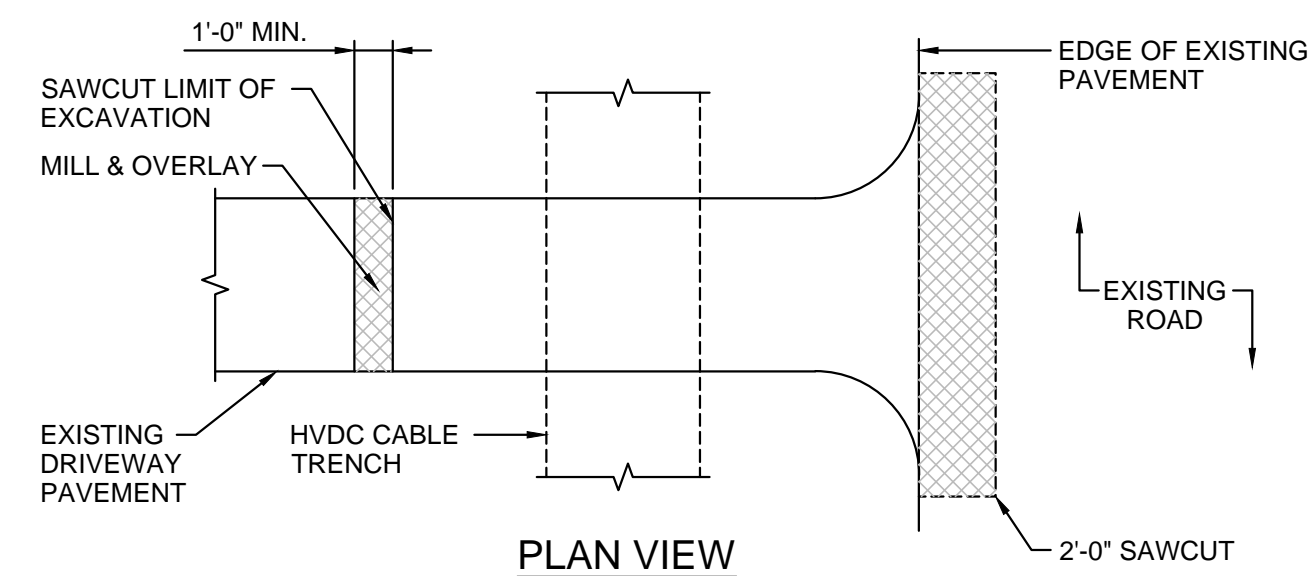 1'-0" MIN.
SAWCUT LIMIT OF
EXCAVATION
MILL & OVERLAY
EDGE OF EXISTING
PAVEMENT
EXISTING
ROAD
EXISTING
DRIVEWAY
PAVEMENT
HVDC CABLE
TRENCH
2'-0" SAWCUT
PLAN VIEW